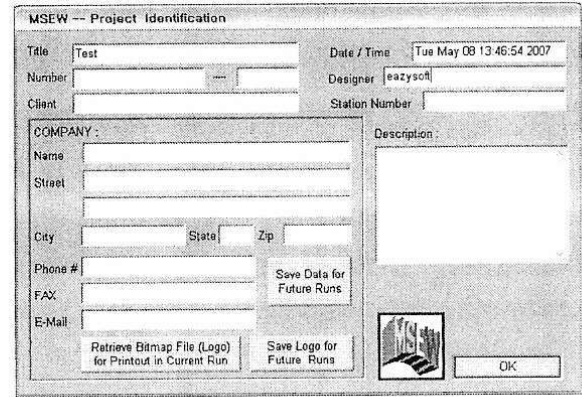 MSEW -- Project Identification
Title Test Date / Time Tue May 08 13:46:54 2007
Number ---- Designer eazysoft
Client Station Number
COMPANY : Description :
Name
Street
City State Zip
Phone # Save Data for
Future Runs
FAX
E-Mail
Retrieve Bitmap File (Logo)
for Printout in Current Run
Save Logo for
Future Runs
OK